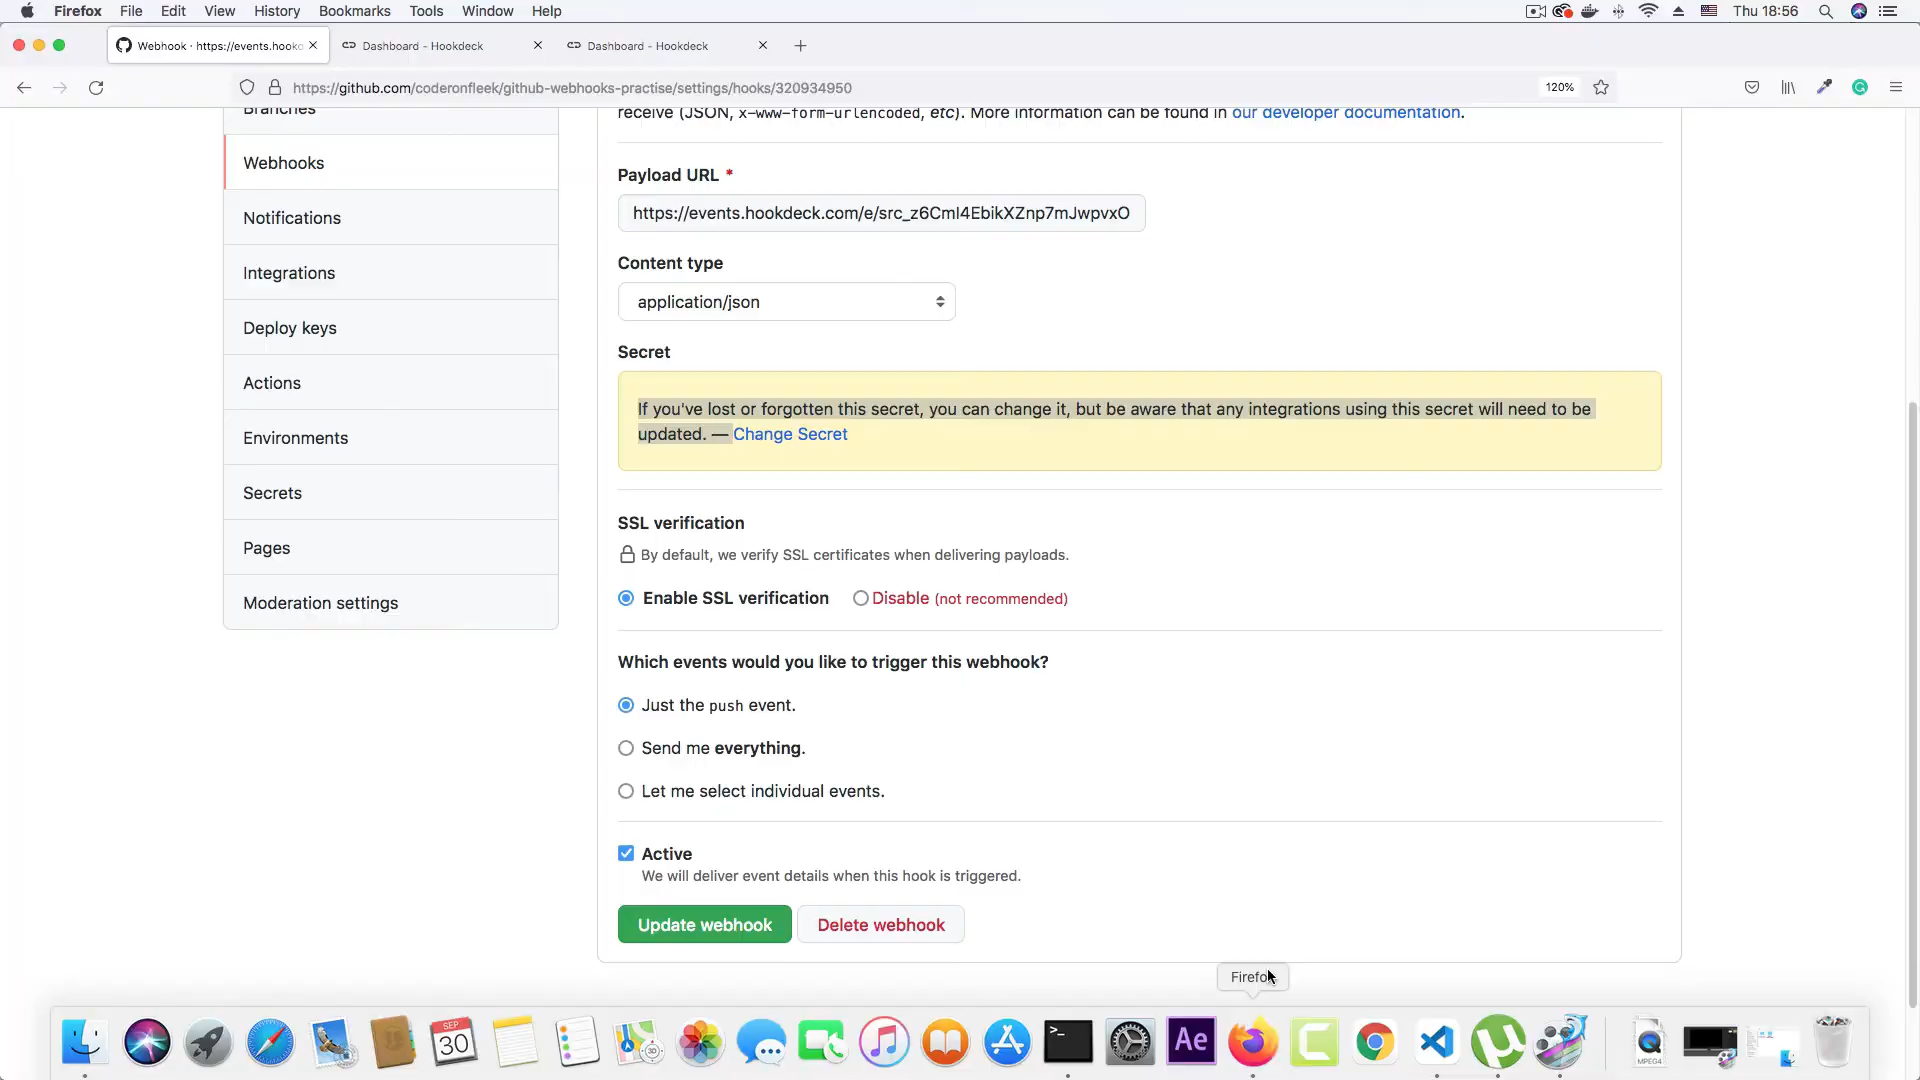 Firefox File Edit View History Bookmarks Tools Window Help Thu 18:56
Webhook · https://events.hookd Dashboard - Hookdeck Dashboard - Hookdeck
https://github.com/coderonfleek/github-webhooks-practise/settings/hooks/320934950 120%
Branches
Webhooks
Notifications
Integrations
Deploy keys
Actions
Environments
Secrets
Pages
Moderation settings
receive (JSON, x-www-form-urlencoded, etc). More information can be found in our developer documentation.
Payload URL *
https://events.hookdeck.com/e/src_z6CmI4EbikXZnp7mJwpvxO
Content type
application/json
Secret
If you've lost or forgotten this secret, you can change it, but be aware that any integrations using this secret will need to be
updated. — Change Secret
SSL verification
By default, we verify SSL certificates when delivering payloads.
Enable SSL verification Disable (not recommended)
Which events would you like to trigger this webhook?
Just the push event.
Send me everything.
Let me select individual events.
Active
We will deliver event details when this hook is triggered.
Update webhook Delete webhook
Firefox
SEP
30
3D
>_
Ae
MPEG4